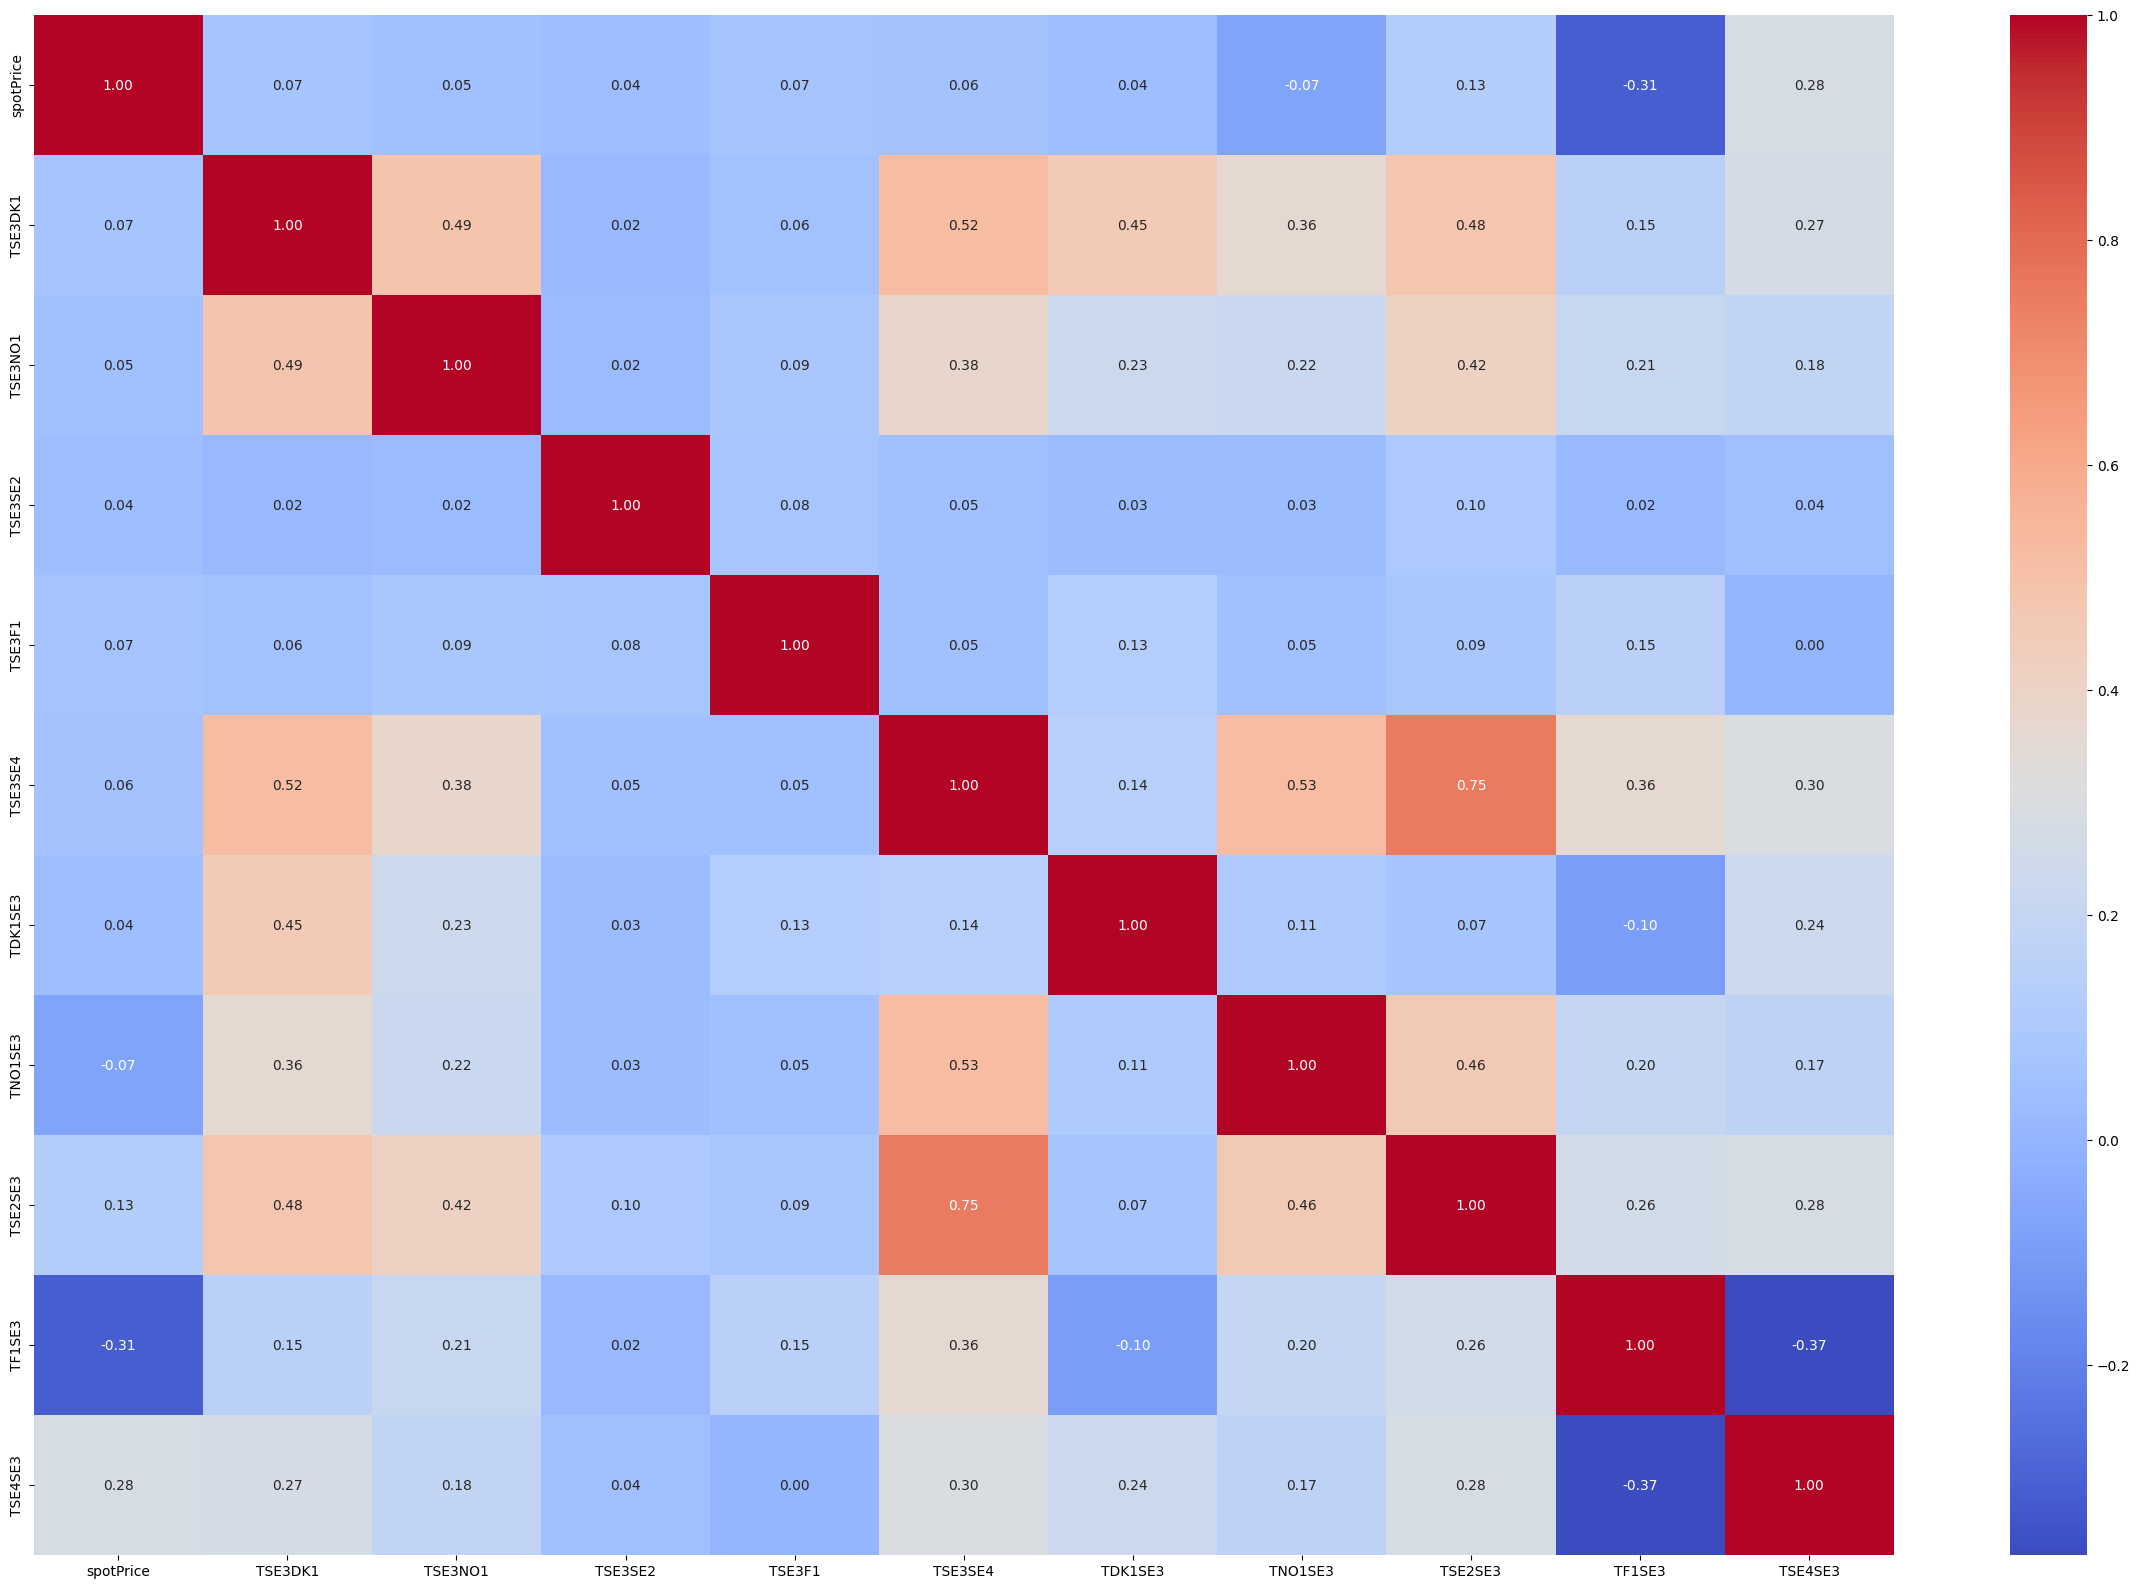 spotPrice 1.00 0.07 0.05 0.04 0.07 0.06 0.04 -0.07 0.13 -0.31 0.28
TSE3DK1 0.07 1.00 0.49 0.02 0.06 0.52 0.45 0.36 0.48 0.15 0.27
TSE3NO1 0.05 0.49 1.00 0.02 0.09 0.38 0.23 0.22 0.42 0.21 0.18
TSE3SE2 0.04 0.02 0.02 1.00 0.08 0.05 0.03 0.03 0.10 0.02 0.04
TSE3F1 0.07 0.06 0.09 0.08 1.00 0.05 0.13 0.05 0.09 0.15 0.00
TSE3SE4 0.06 0.52 0.38 0.05 0.05 1.00 0.14 0.53 0.75 0.36 0.30
TDK1SE3 0.04 0.45 0.23 0.03 0.13 0.14 1.00 0.11 0.07 -0.10 0.24
TNO1SE3 -0.07 0.36 0.22 0.03 0.05 0.53 0.11 1.00 0.46 0.20 0.17
TSE2SE3 0.13 0.48 0.42 0.10 0.09 0.75 0.07 0.46 1.00 0.26 0.28
TF1SE3 -0.31 0.15 0.21 0.02 0.15 0.36 -0.10 0.20 0.26 1.00 -0.37
TSE4SE3 0.28 0.27 0.18 0.04 0.00 0.30 0.24 0.17 0.28 -0.37 1.00
spotPrice TSE3DK1 TSE3NO1 TSE3SE2 TSE3F1 TSE3SE4 TDK1SE3 TNO1SE3 TSE2SE3 TF1SE3 TSE4SE3
1.0
0.8
0.6
0.4
0.2
0.0
−0.2